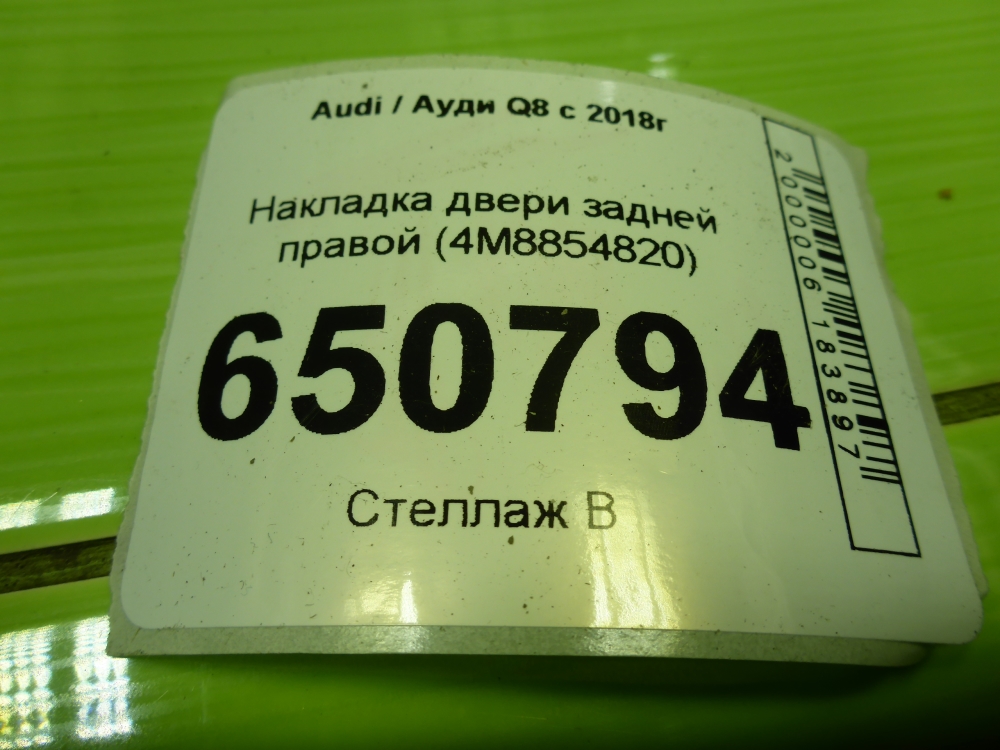 Audi / Ауди Q8 с 2018г
Накладка двери задней
правой (4M8854820)
650794
Стеллаж В
2000006183897